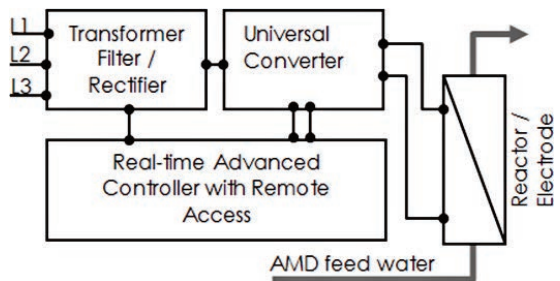 L1
L2
L3
Transformer
Filter /
Rectifier
Universal
Converter
Real-time Advanced
Controller with Remote
Access
Reactor /
Electrode
AMD feed water